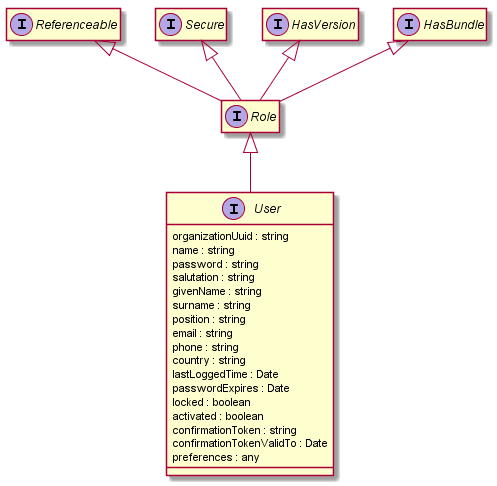 I Referenceable
I Secure
I HasVersion
I HasBundle
I Role
I User
organizationUuid : string
name : string
password : string
salutation : string
givenName : string
surname : string
position : string
email : string
phone : string
country : string
lastLoggedTime : Date
passwordExpires : Date
locked : boolean
activated : boolean
confirmationToken : string
confirmationTokenValidTo : Date
preferences : any